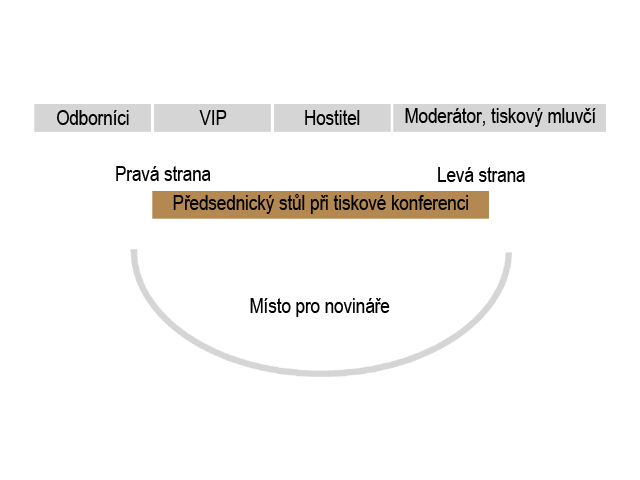 Odborníci
VIP
Hostitel
Moderátor, tiskový mluvčí
Pravá strana
Levá strana
Předsednický stůl při tiskové konferenci
Místo pro novináře